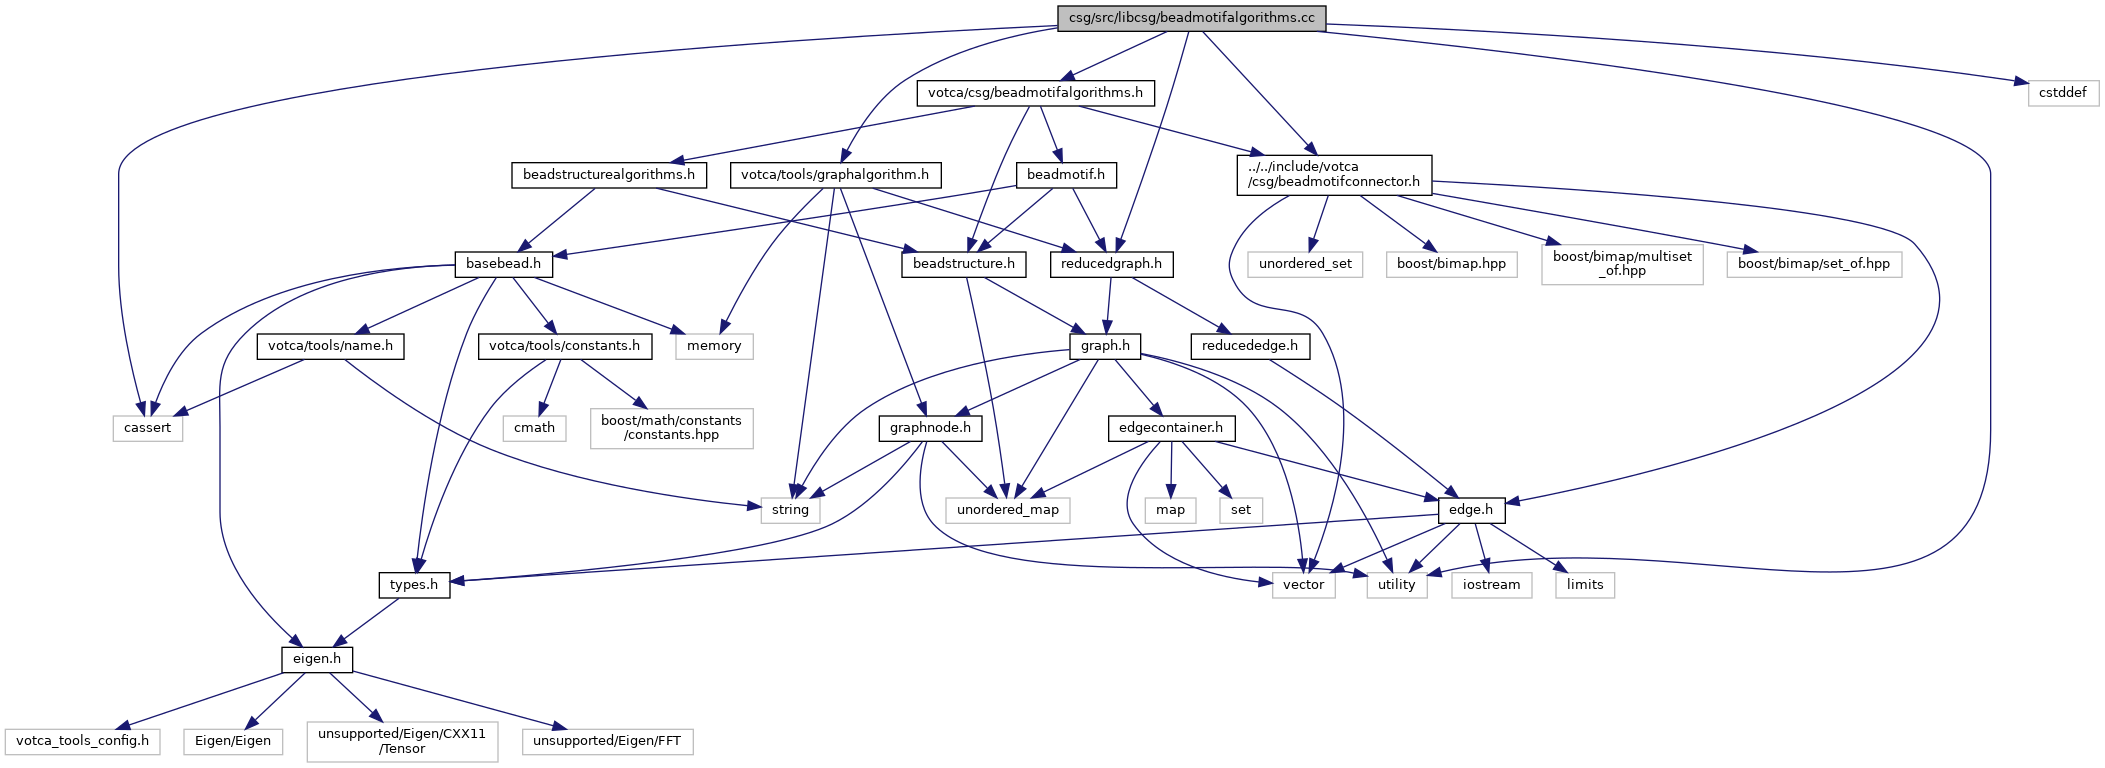 csg/src/libcsg/beadmotifalgorithms.cc
votca/csg/beadmotifalgorithms.h
cstddef
beadstructurealgorithms.h
votca/tools/graphalgorithm.h
beadmotif.h
../../include/votca
/csg/beadmotifconnector.h
basebead.h
beadstructure.h
reducedgraph.h
unordered_set
boost/bimap.hpp
boost/bimap/multiset
_of.hpp
boost/bimap/set_of.hpp
votca/tools/name.h
votca/tools/constants.h
memory
graph.h
reducededge.h
cassert
cmath
boost/math/constants
/constants.hpp
graphnode.h
edgecontainer.h
string
unordered_map
map
set
edge.h
types.h
vector
utility
iostream
limits
eigen.h
votca_tools_config.h
Eigen/Eigen
unsupported/Eigen/CXX11
/Tensor
unsupported/Eigen/FFT